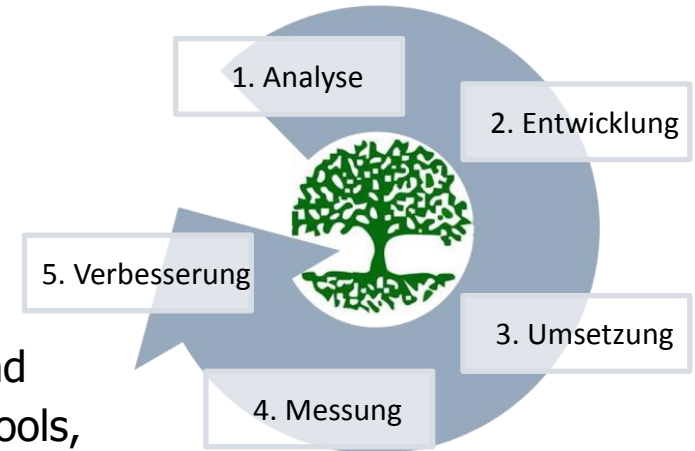 1. Analyse
2. Entwicklung
5. Verbesserung
3. Umsetzung
4. Messung